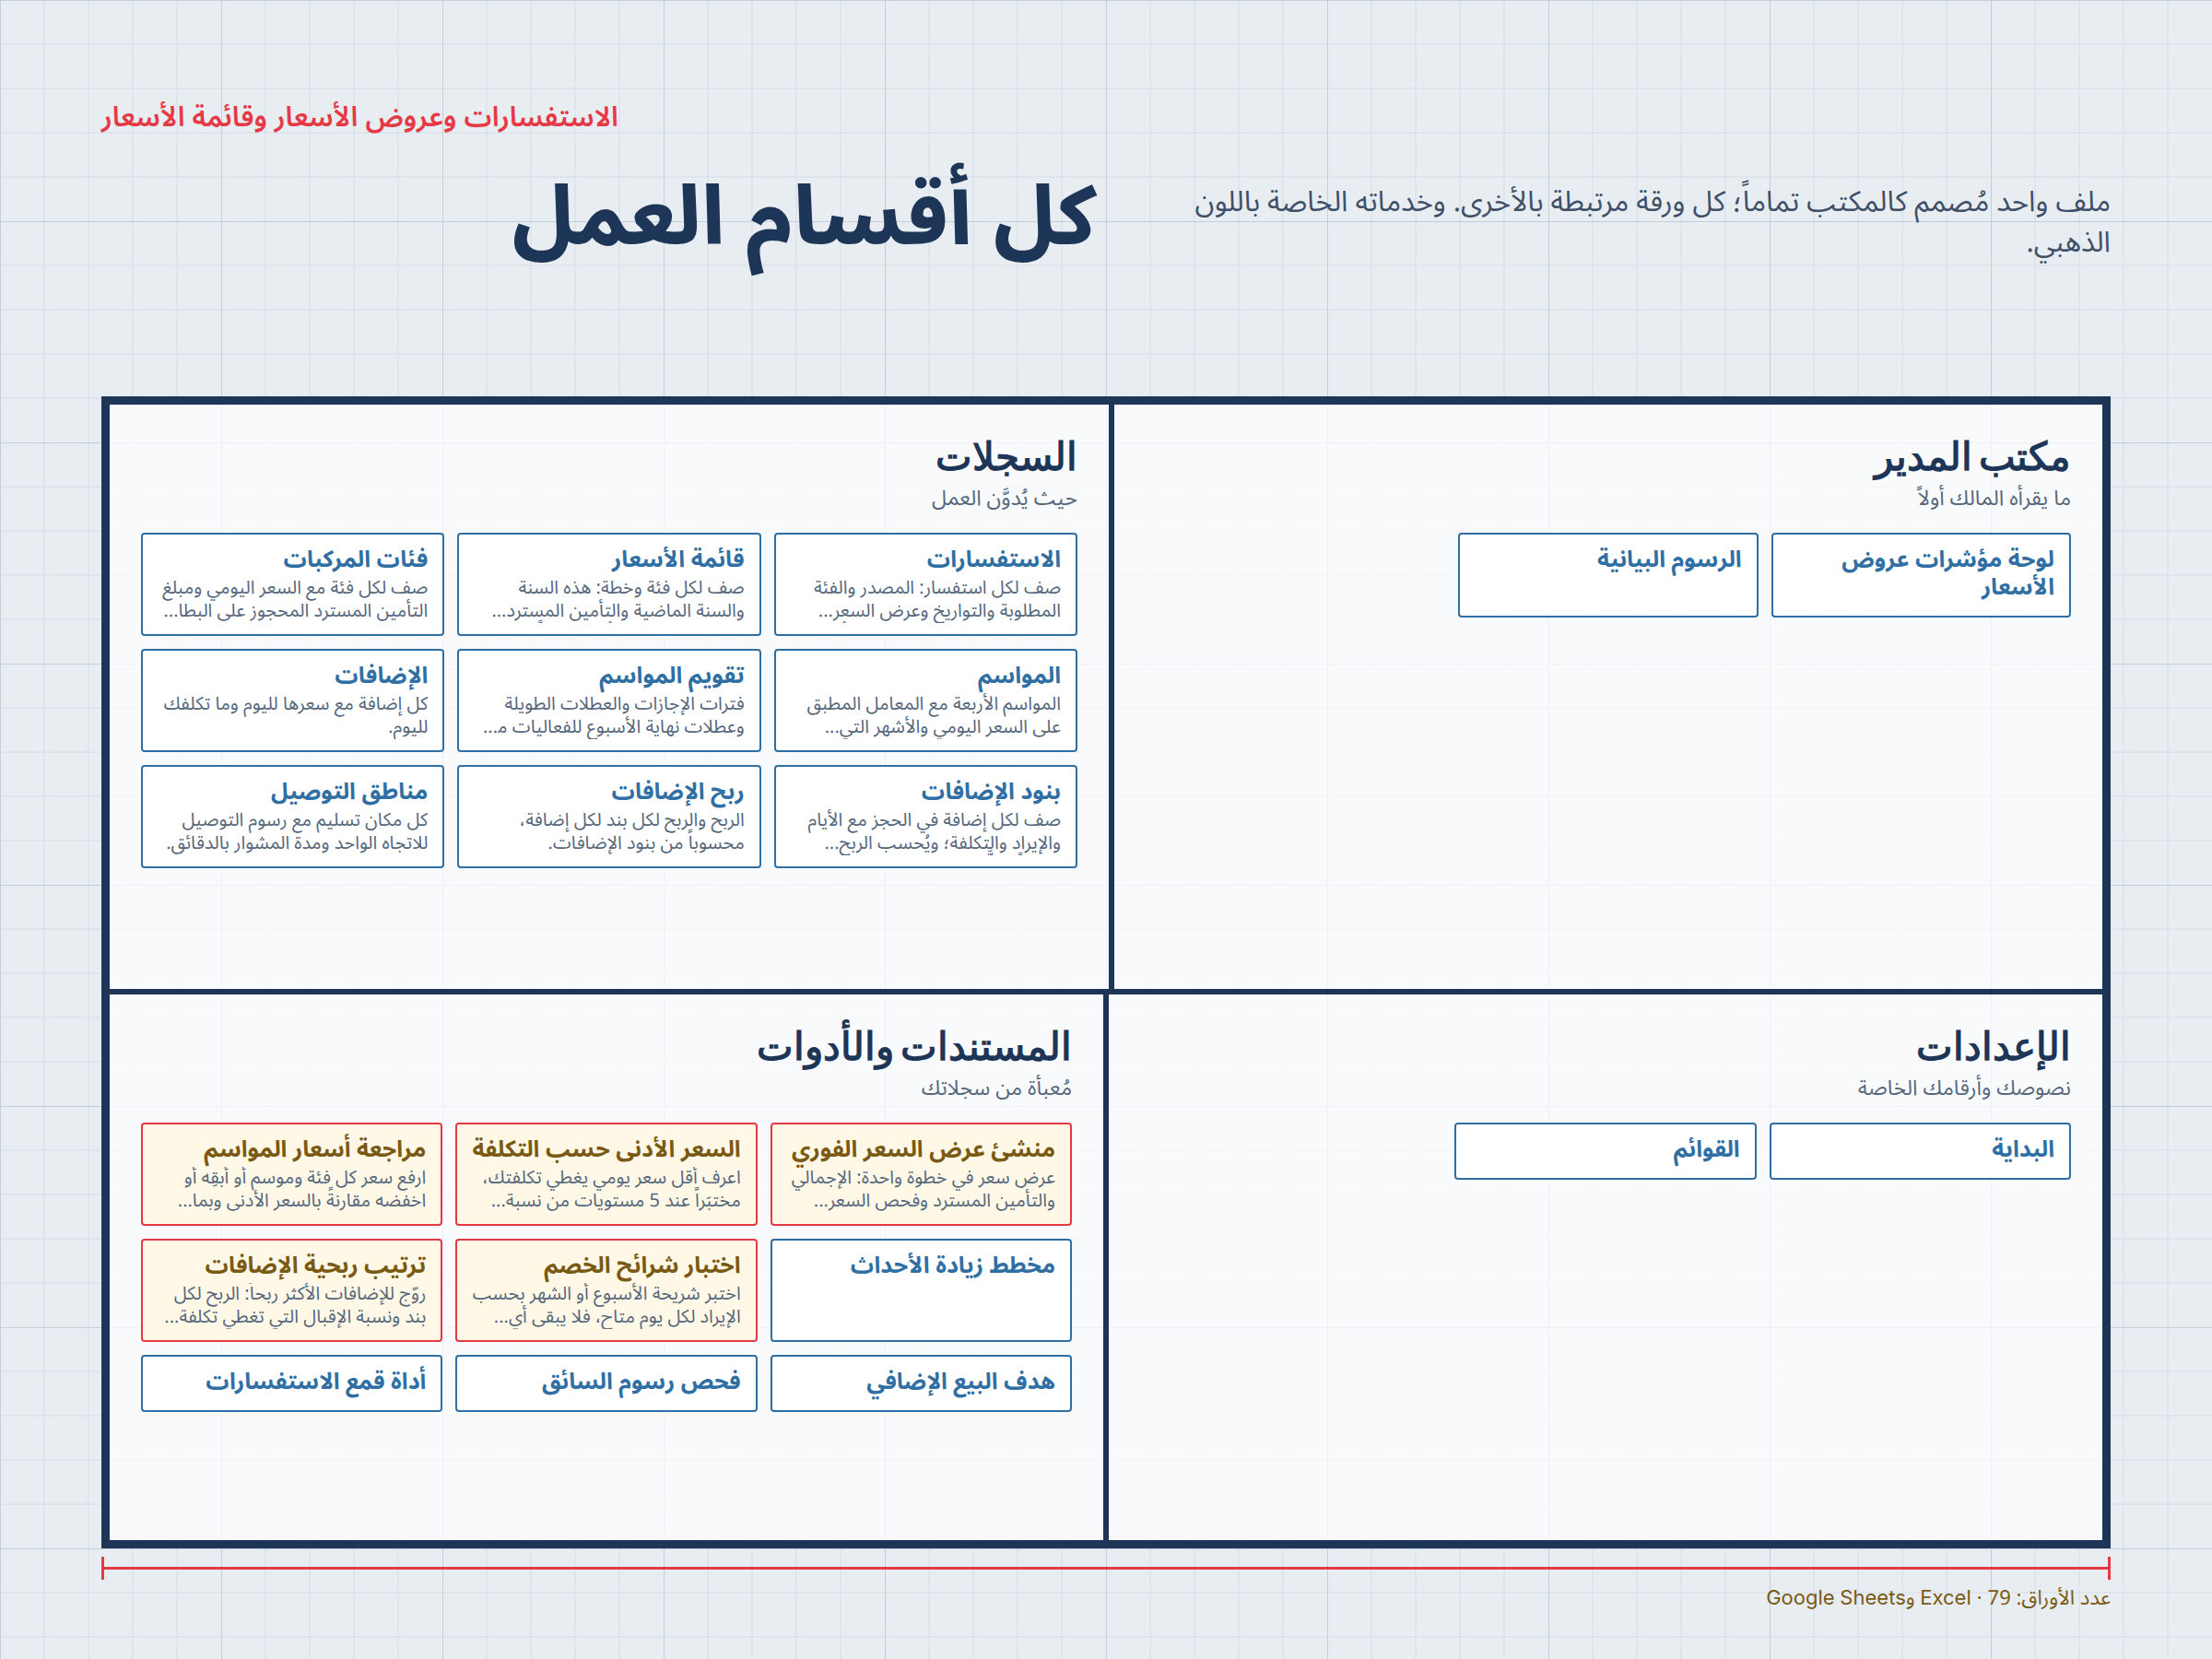 الاستفسارات وعروض الأسعار وقائمة الأسعار
كل أقسام العمل
ملف واحد مُصمم كالمكتب تماماً؛ كل ورقة مرتبطة بالأخرى. وخدماته الخاصة باللون
الذهبي.
مكتب المدير
ما يقرأه المالك أولاً
لوحة مؤشرات عروض
الأسعار
الرسوم البيانية
السجلات
حيث يُدوَّن العمل
الاستفسارات
صف لكل استفسار: المصدر والفئة
المطلوبة والتواريخ وعرض السعر...
قائمة الأسعار
صف لكل فئة وخطة: هذه السنة
والسنة الماضية والتأمين المسترد...
فئات المركبات
صف لكل فئة مع السعر اليومي ومبلغ
التأمين المسترد المحجوز على البطا...
المواسم
المواسم الأربعة مع المعامل المطبق
على السعر اليومي والأشهر التي...
تقويم المواسم
فترات الإجازات والعطلات الطويلة
وعطلات نهاية الأسبوع للفعاليات م...
الإضافات
كل إضافة مع سعرها لليوم وما تكلفك
لليوم.
بنود الإضافات
صف لكل إضافة في الحجز مع الأيام
والإيراد والتكلفة؛ ويُحسب الربح...
ربح الإضافات
الربح والربح لكل بند لكل إضافة،
محسوباً من بنود الإضافات.
مناطق التوصيل
كل مكان تسليم مع رسوم التوصيل
للاتجاه الواحد ومدة المشوار بالدقائق.
الإعدادات
نصوصك وأرقامك الخاصة
البداية
القوائم
المستندات والأدوات
مُعبأة من سجلاتك
منشئ عرض السعر الفوري
عرض سعر في خطوة واحدة: الإجمالي
والتأمين المسترد وفحص السعر...
السعر الأدنى حسب التكلفة
اعرف أقل سعر يومي يغطي تكلفتك،
مختبَراً عند 5 مستويات من نسبة...
مراجعة أسعار المواسم
ارفع سعر كل فئة وموسم أو أبقِه أو
اخفضه مقارنةً بالسعر الأدنى وبما...
مخطط زيادة الأحداث
اختبار شرائح الخصم
اختبر شريحة الأسبوع أو الشهر بحسب
الإيراد لكل يوم متاح، فلا يبقى أي...
ترتيب ربحية الإضافات
روّج للإضافات الأكثر ربحاً: الربح لكل
بند ونسبة الإقبال التي تغطي تكلفة...
هدف البيع الإضافي
فحص رسوم السائق
أداة قمع الاستفسارات
عدد الأوراق: 79 · Excel وGoogle Sheets